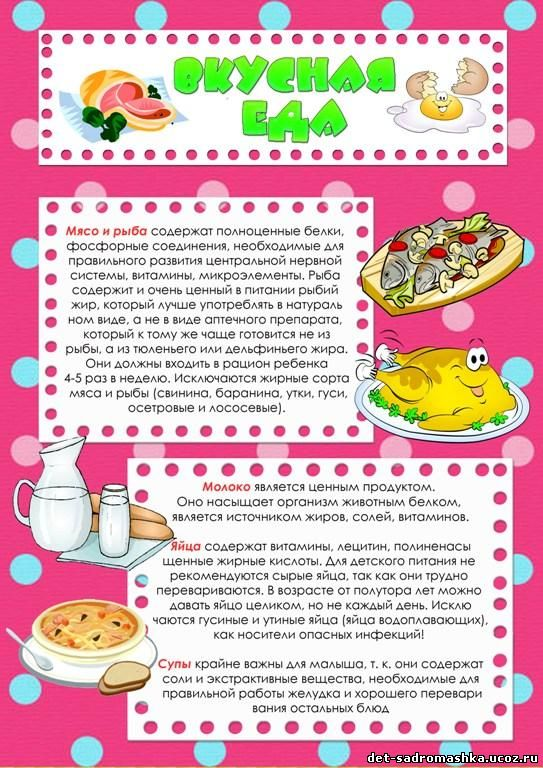 ВКУСНАЯ
ЕДА
Мясо и рыба содержат полноценные белки,
фосфорные соединения, необходимые для
правильного развития центральной нервной
системы, витамины, микроэлементы. Рыба
содержит и очень ценный в питании рыбий
жир, который лучше употреблять в натураль
ном виде, а не в виде аптечного препарата,
который к тому же чаще готовится не из
рыбы, а из тюленьего или дельфиньего жира.
Они должны входить в рацион ребенка
4-5 раз в неделю. Исключаются жирные сорта
мяса и рыбы (свинина, баранина, утки, гуси,
осетровые и лососевые).
Молоко является ценным продуктом.
Оно насыщает организм животным белком,
является источником жиров, солей, витаминов.
Яйца содержат витамины, лецитин, полиненасы
щенные жирные кислоты. Для детского питания не
рекомендуются сырые яйца, так как они трудно
перевариваются. В возрасте от полутора лет можно
давать яйцо целиком, но не каждый день. Исклю
чаются гусиные и утиные яйца (яйца водоплавающих),
как носители опасных инфекций!
Супы крайне важны для малыша, т. к. они содержат
соли и экстрактивные вещества, необходимые для
правильной работы желудка и хорошего перевари
вания остальных блюд
det-sadromashka.ucoz.ru